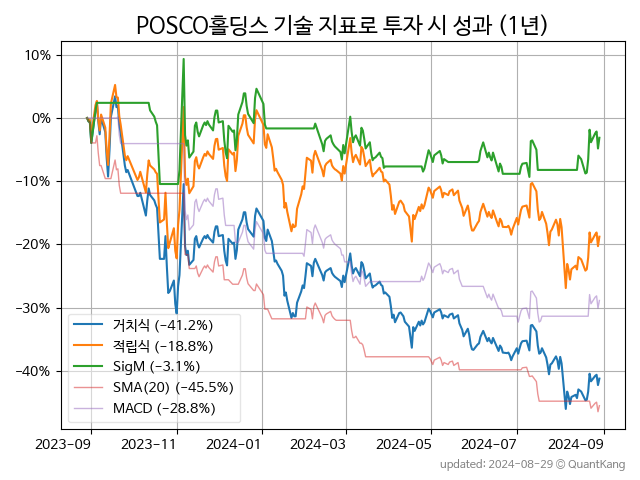 POSCO홀딩스 기술 지표로 투자 시 성과 (1년)
10%
0%
−10%
−20%
−30%
−40%
거치식 (−41.2%)
적립식 (−18.8%)
SigM (−3.1%)
SMA(20) (−45.5%)
MACD (−28.8%)
2023-09 2023-11 2024-01 2024-03 2024-05 2024-07 2024-09
updated: 2024-08-29 © QuantKang